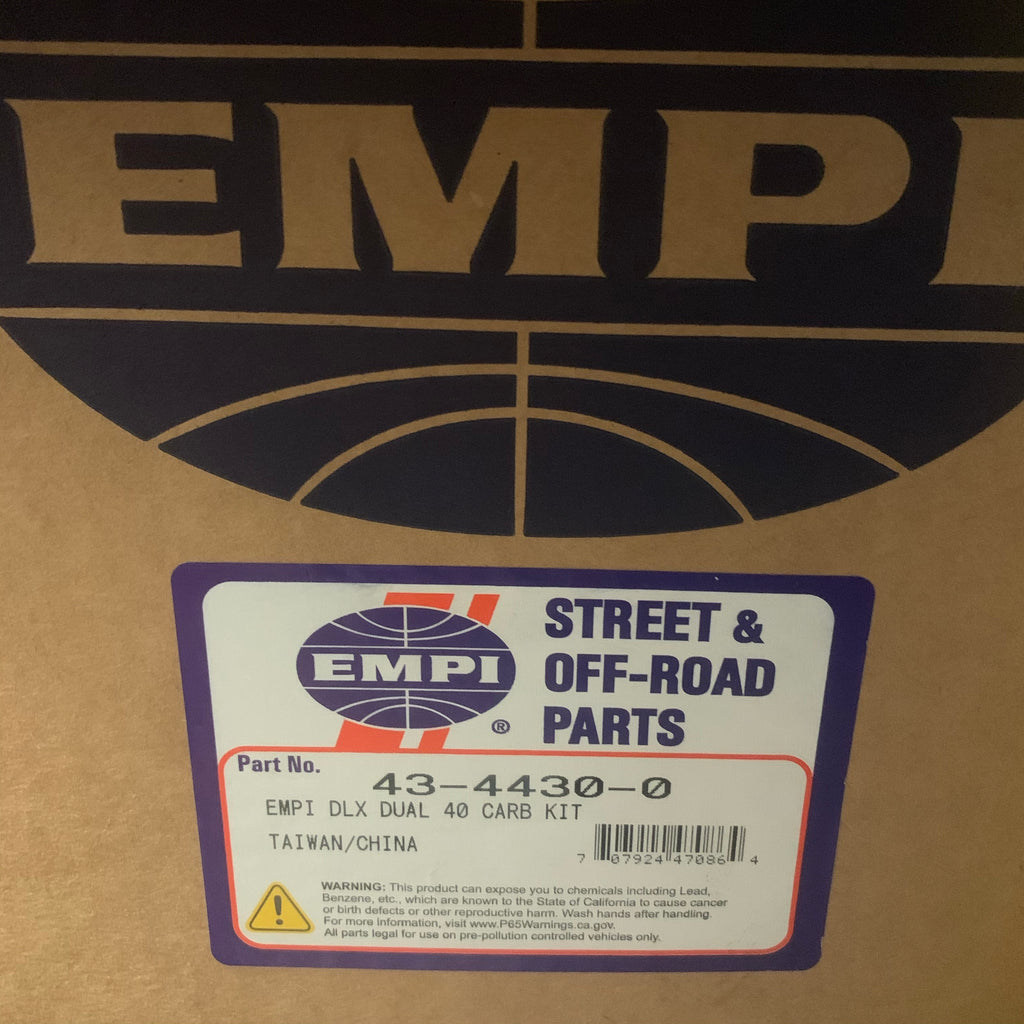 EMPI
EMPI
®
STREET &
OFF-ROAD
PARTS
Part No.
43-4430-0
EMPI DLX DUAL 40 CARB KIT
TAIWAN/CHINA
7 07924 47086 4
WARNING: This product can expose you to chemicals including Lead,
Benzene, etc., which are known to the State of California to cause cancer
or birth defects or other reproductive harm. Wash hands after handling.
For more information, visit www.P65Warnings.ca.gov.
All parts legal for use on pre-pollution controlled vehicles only.